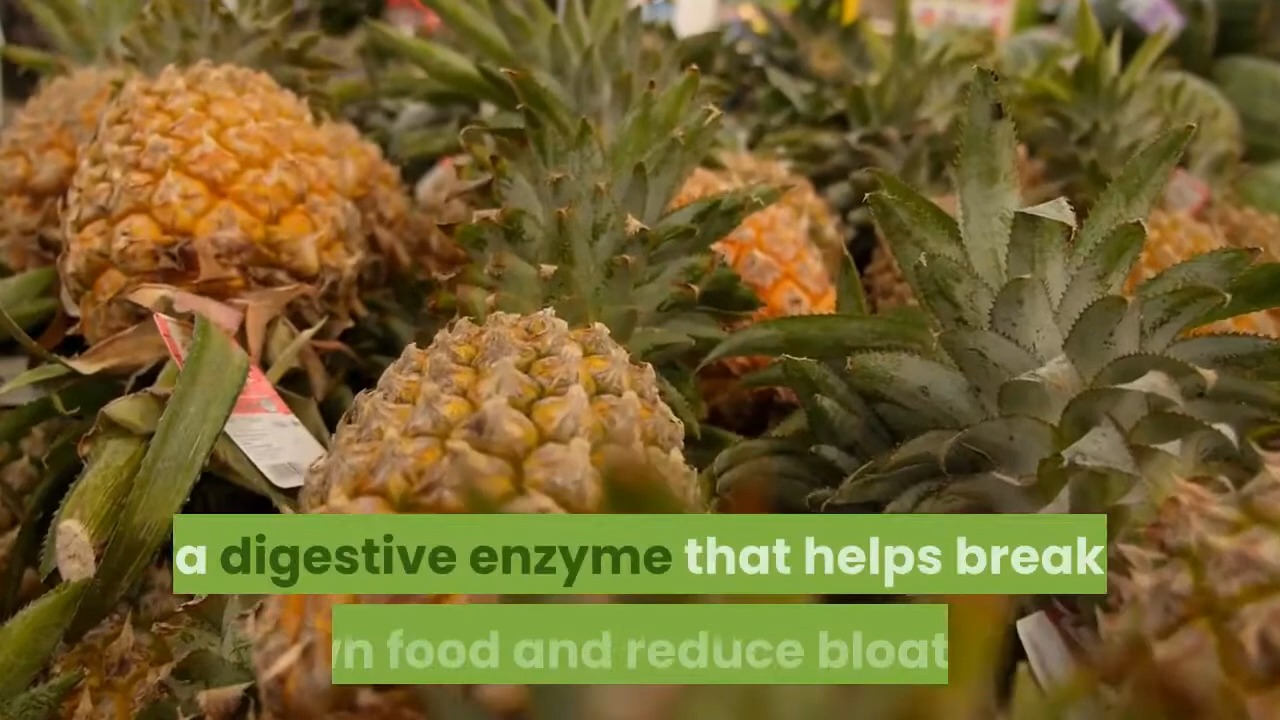 a digestive enzyme that helps break
food and reduce bloat